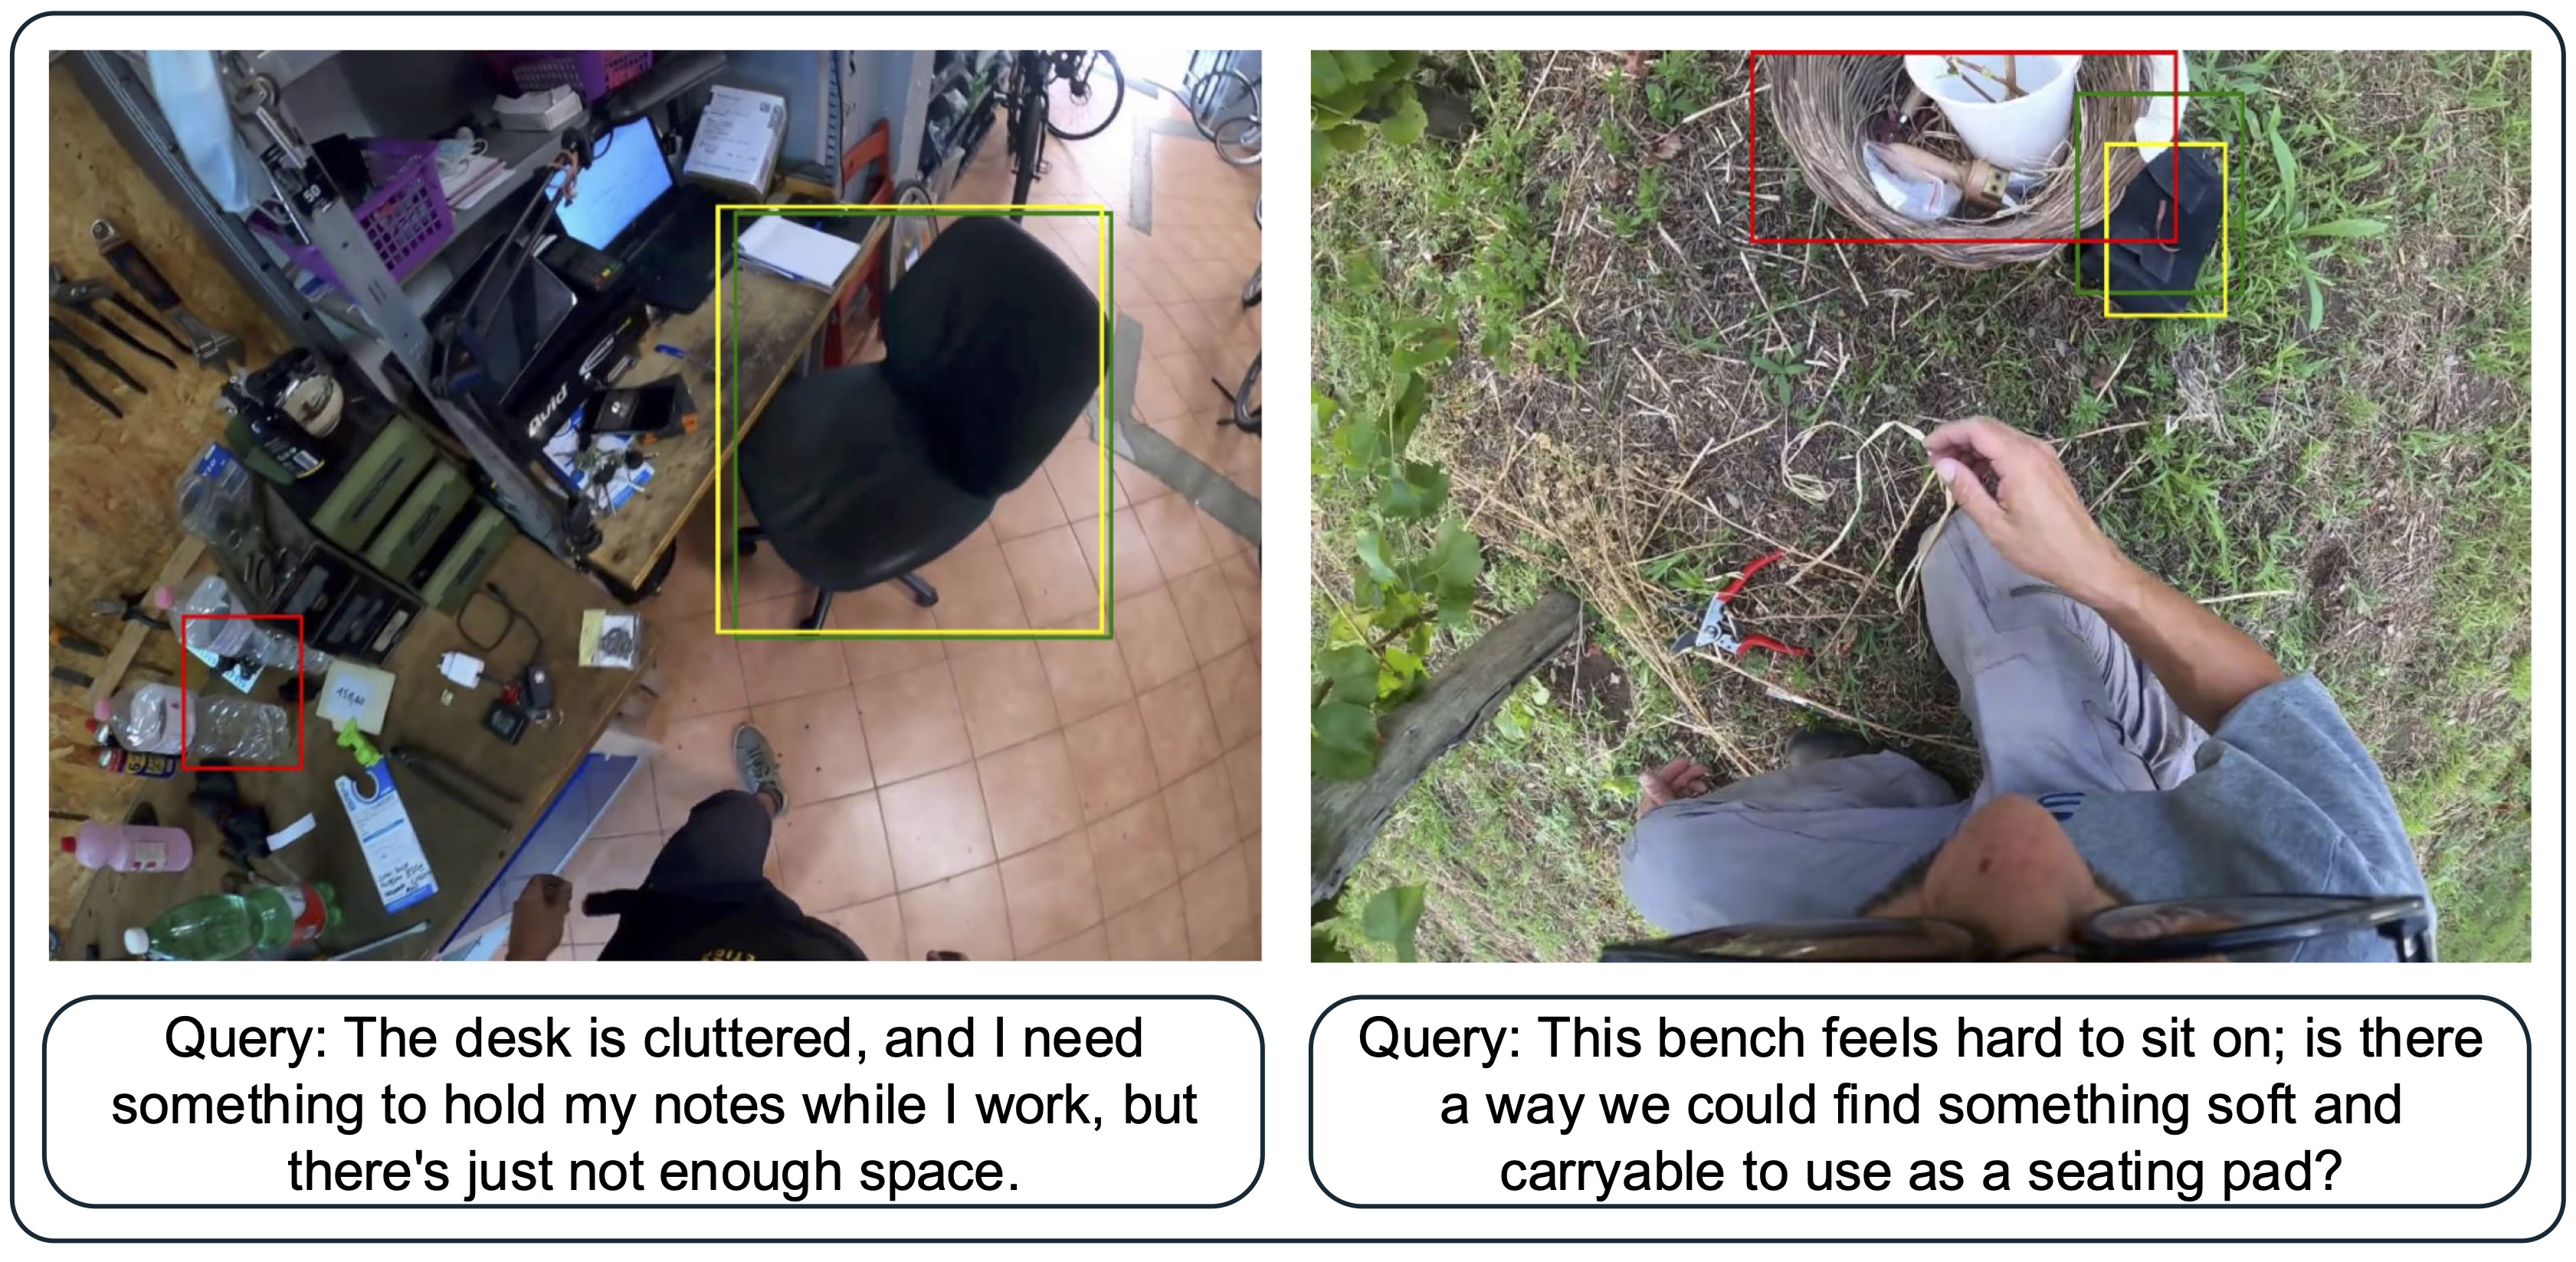 50
avid
Query: The desk is cluttered, and I need
something to hold my notes while I work, but
there's just not enough space.
Query: This bench feels hard to sit on; is there
a way we could find something soft and
carryable to use as a seating pad?